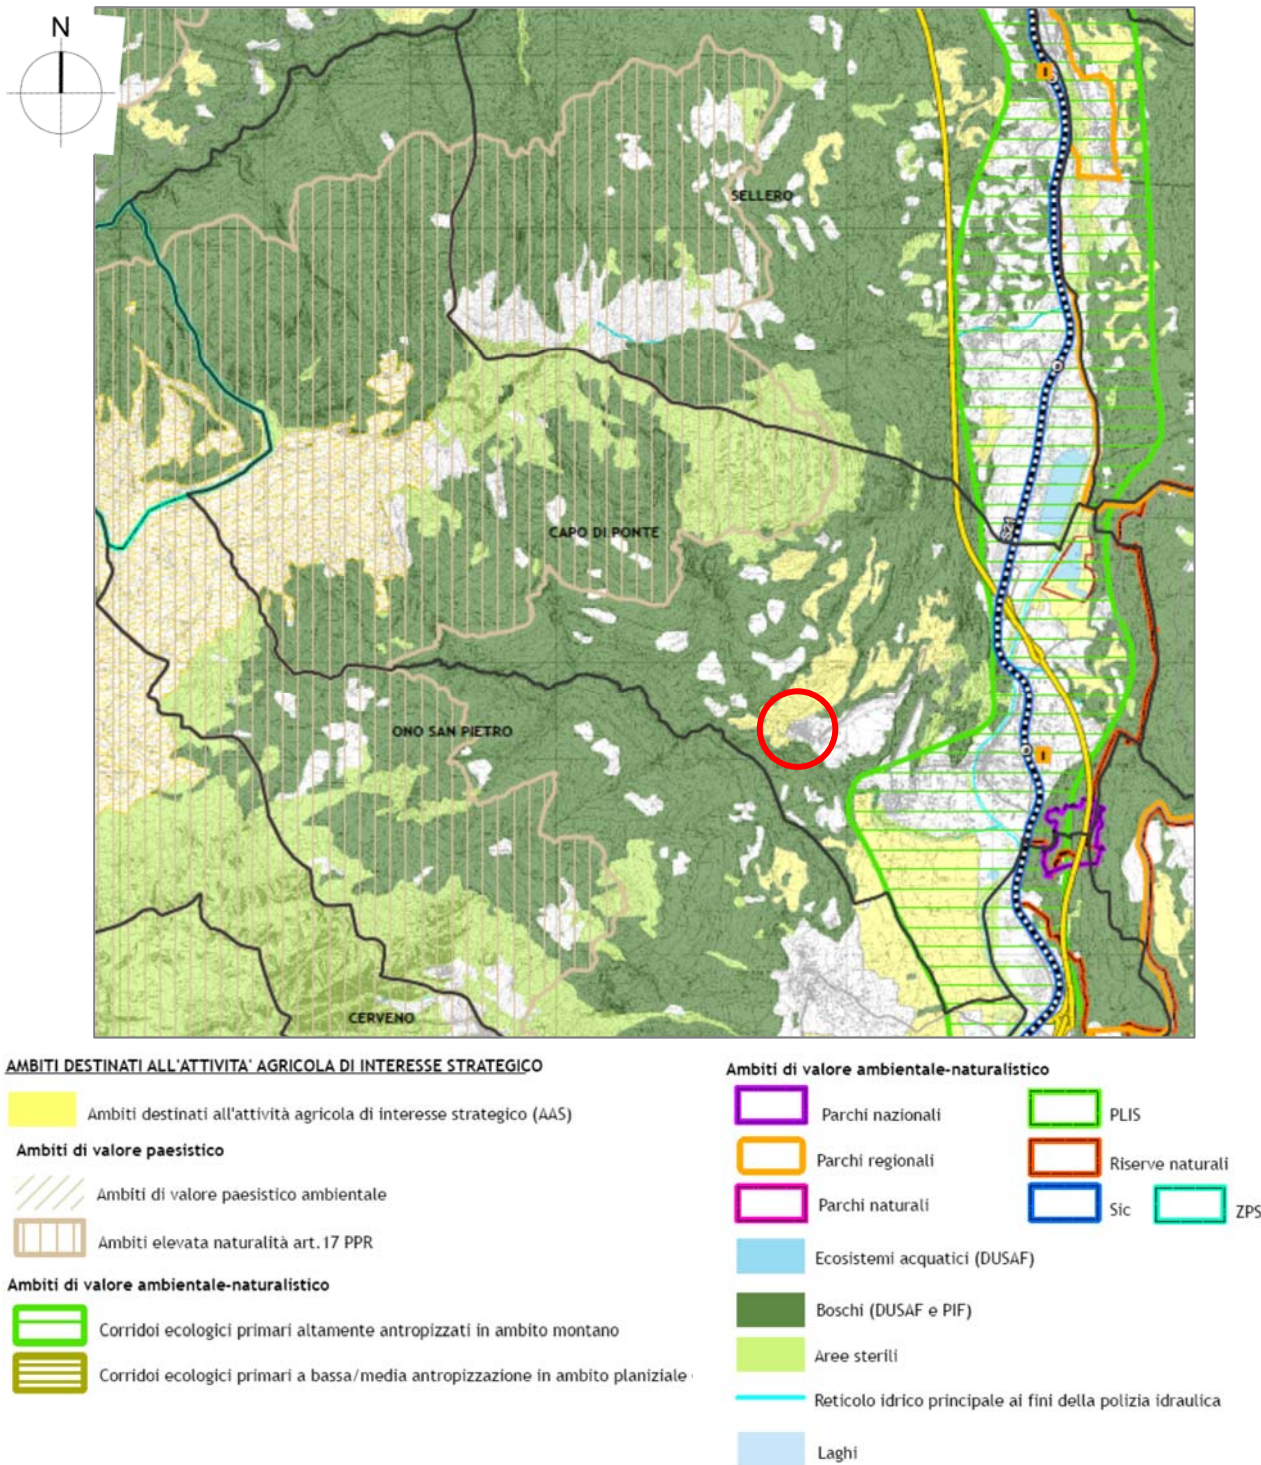 N
I
SELLERO
CAPO DI PONTE
ONO SAN PIETRO
I
CERVENO
AMBITI DESTINATI ALL'ATTIVITA' AGRICOLA DI INTERESSE STRATEGICO
Ambiti destinati all'attività agricola di interesse strategico (AAS)
Ambiti di valore paesistico
Ambiti di valore paesistico ambientale
Ambiti elevata naturalità art.17 PPR
Ambiti di valore ambientale-naturalistico
Corridoi ecologici primari altamente antropizzati in ambito montano
Corridoi ecologici primari a bassa/media antropizzazione in ambito planiziale
Ambiti di valore ambientale-naturalistico
Parchi nazionali
PLIS
Parchi regionali
Riserve naturali
Parchi naturali
Sic
ZPS
Ecosistemi acquatici (DUSAF)
Boschi (DUSAF e PIF)
Aree sterili
Reticolo idrico principale ai fini della polizia idraulica
Laghi